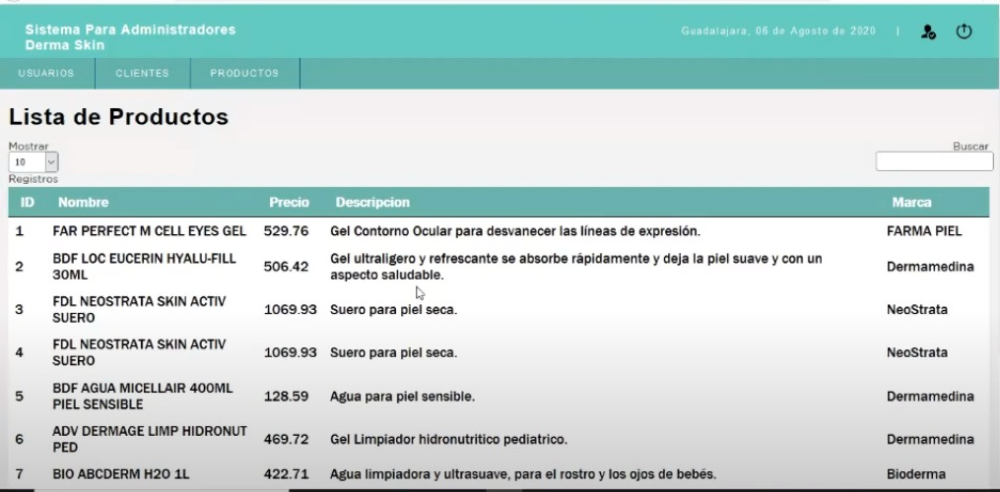 Sistema Para Administradores
Derma Skin
Guadalajara, 06 de Agosto de 2020 |
USUARIOS CLIENTES PRODUCTOS
Lista de Productos
Mostrar
10
Registros
Buscar
ID Nombre Precio Descripcion Marca
1 FAR PERFECT M CELL EYES GEL 529.76 Gel Contorno Ocular para desvanecer las líneas de expresión. FARMA PIEL
2 BDF LOC EUCERIN HYALU-FILL 30ML 506.42 Gel ultraligero y refrescante se absorbe rápidamente y deja la piel suave y con un aspecto saludable. Dermamedina
3 FDL NEOSTRATA SKIN ACTIV SUERO 1069.93 Suero para piel seca. NeoStrata
4 FDL NEOSTRATA SKIN ACTIV SUERO 1069.93 Suero para piel seca. NeoStrata
5 BDF AGUA MICELLAIR 400ML PIEL SENSIBLE 128.59 Agua para piel sensible. Dermamedina
6 ADV DERMAGE LIMP HIDRONUT PED 469.72 Gel Limpiador hidronutritico pediatrico. Dermamedina
7 BIO ABCDERM H2O 1L 422.71 Agua limpiadora y ultrasuave, para el rostro y los ojos de bebés. Bioderma